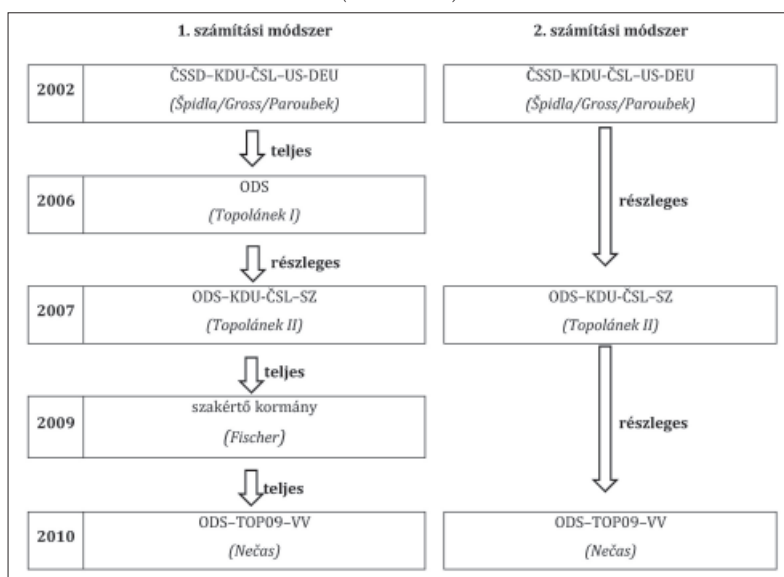 1. számítási módszer
2002
ČSSD–KDU-ČSL–US-DEU
(Špidla/Gross/Paroubek)
teljes
2006
ODS
(Topolánek I)
részleges
2007
ODS–KDU-ČSL–SZ
(Topolánek II)
teljes
2009
szakértő kormány
(Fischer)
teljes
2010
ODS–TOP09–VV
(Nečas)
2. számítási módszer
ČSSD–KDU-ČSL–US-DEU
(Špidla/Gross/Paroubek)
részleges
ODS–KDU-ČSL–SZ
(Topolánek II)
részleges
ODS–TOP09–VV
(Nečas)